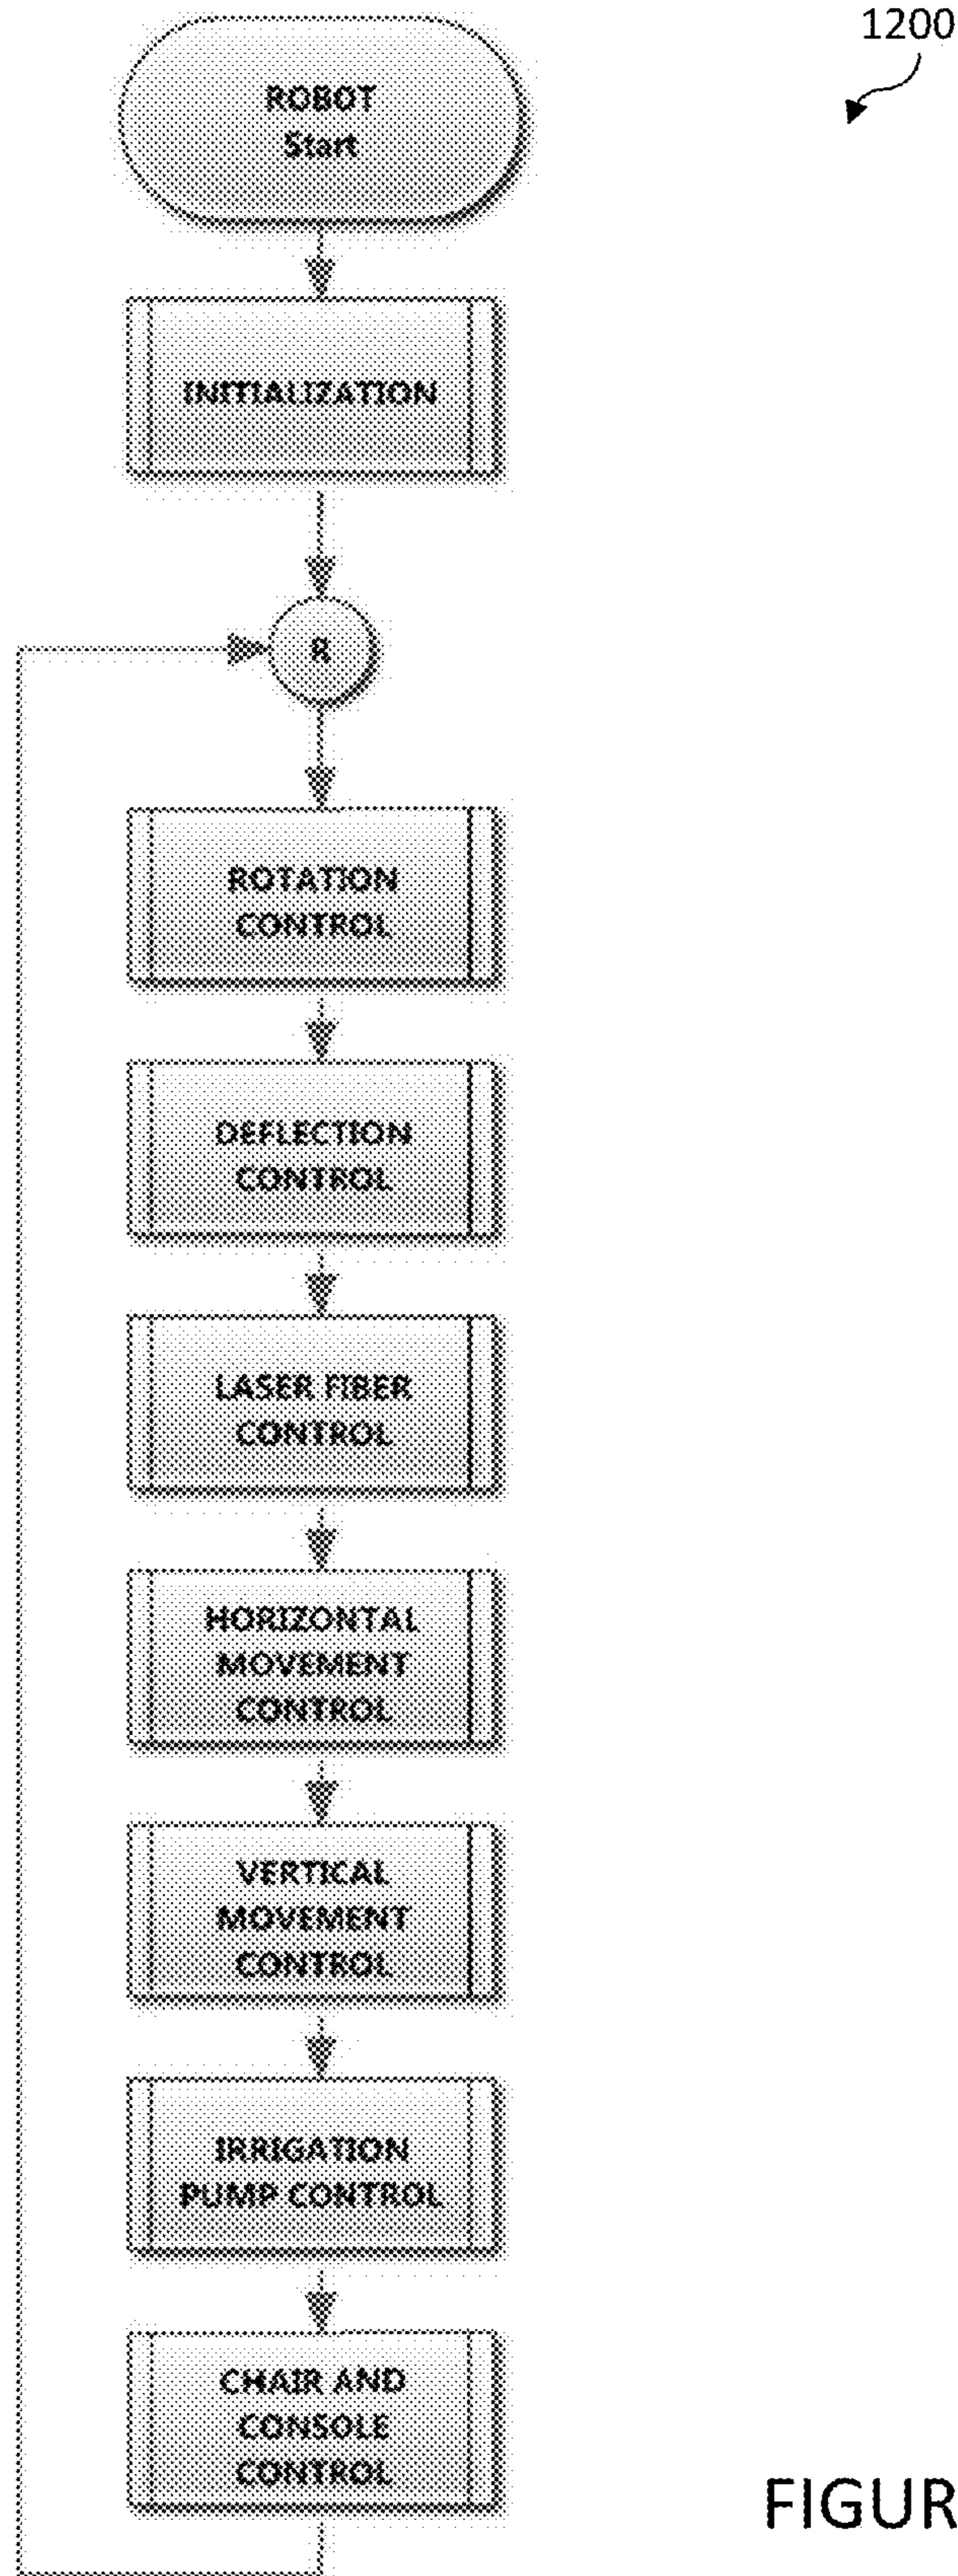 1200
ROBOT
Start
INITIALIZATION
R
ROTATION
CONTROL
DEFLECTION
CONTROL
LASER FIBER
CONTROL
HORIZONTAL
MOVEMENT
CONTROL
VERTICAL
MOVEMENT
CONTROL
IRRIGATION
PUMP CONTROL
CHAIR AND
CONSOLE
CONTROL
FIGUR